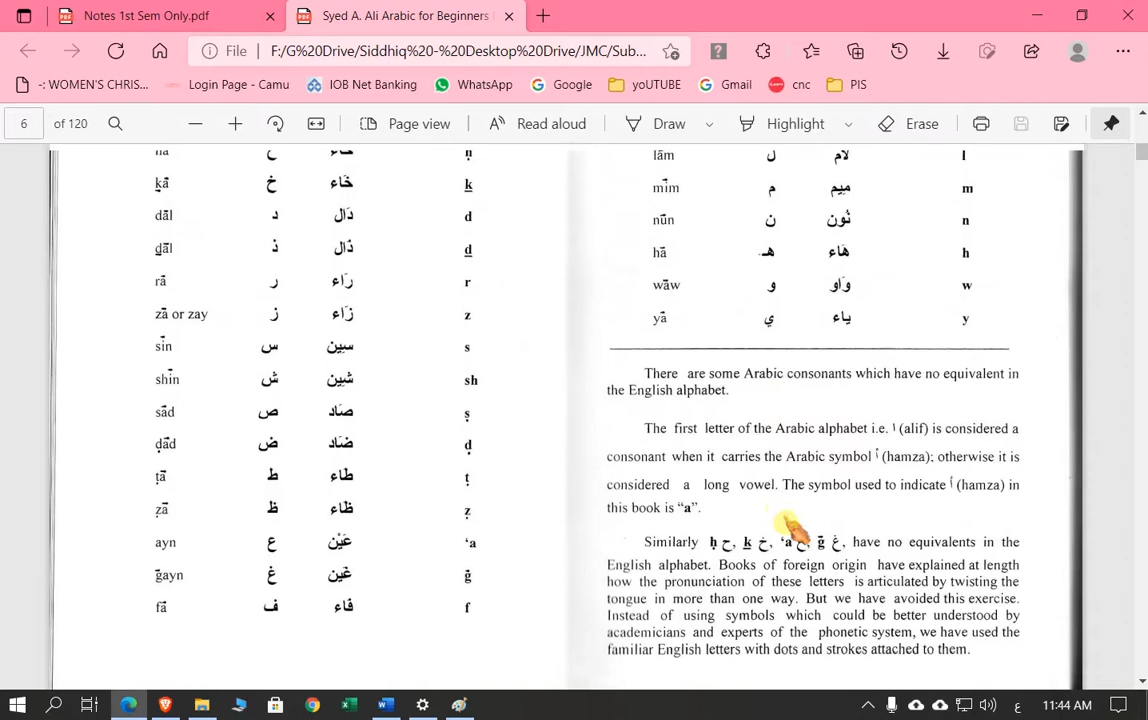 Notes 1st Sem Only.pdf
Syed A. Ali Arabic for Beginners
File F:/G%20Drive/Siddhiq%20-%20Desktop%20Drive/JMC/Sub...
-: WOMEN'S CHRIS... Login Page - Camu IOB Net Banking WhatsApp Google yoUTUBE Gmail cnc PIS
6 of 120 Page view Read aloud Draw Highlight Erase
ḵā خ خَاء ḵ
dāl د دَال d
ḏāl ذ ذَال ḏ
rā ر رَاء r
zā or zay ز زَاء z
sīn س سِين s
shīn ش شين sh
ṣād ص صَاد ṣ
ḍād ض ضَاد ḍ
ṭā ط طاء ṭ
ẓā ظ ظَاء ẓ
ayn ع عَيْن ‘a
ḡayn غ غَين ḡ
fā ف فَاء f
lām ل لاَم l
mīm م مِيم m
nūn ن نُون n
hā هـ هَاء h
wāw و وَاو w
yā ي ياء y
There are some Arabic consonants which have no equivalent in
the English alphabet.
The first letter of the Arabic alphabet i.e. ا (alif) is considered a
consonant when it carries the Arabic symbol أ (hamza); otherwise it is
considered a long vowel. The symbol used to indicate أ (hamza) in
this book is “a”.
Similarly ḥ ح, ḵ خ, ‘a ع, ḡ غ, have no equivalents in the
English alphabet. Books of foreign origin have explained at length
how the pronunciation of these letters is articulated by twisting the
tongue in more than one way. But we have avoided this exercise.
Instead of using symbols which could be better understood by
academicians and experts of the phonetic system, we have used the
familiar English letters with dots and strokes attached to them.
ع 11:44 AM